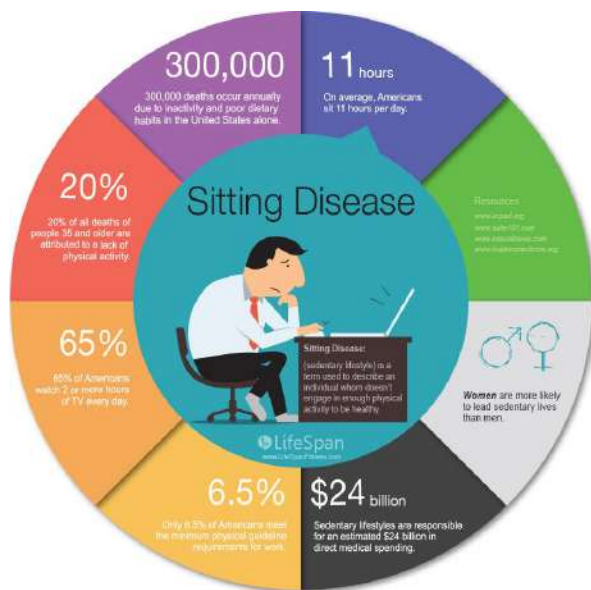 300,000
300,000 deaths occur annually
due to inactivity and poor dietary
habits in the United States alone.
11 hours
On average, Americans
sit 11 hours per day.
Resources
20%
20% of all deaths of
people 35 and older are
attributed to a lack of
physical activity.
Sitting Disease
65%
65% of Americans
watch 2 or more hours
of TV every day.
Sitting Disease:
(sedentary lifestyle) is a
term used to describe an
individual whom doesn't
engage in enough physical
activity to be healthy.
Women are more likely
to lead sedentary lives
than men.
LifeSpan
www.LifeSpanFitness.com
6.5%
Only 6.5% of Americans meet
the minimum physical guideline
requirements for work.
$24 billion
Sedentary lifestyles are responsible
for an estimated $24 billion in
direct medical spending.